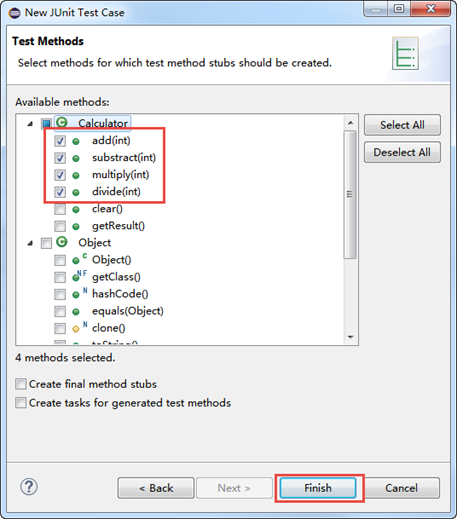 New JUnit Test Case
Test Methods
Select methods for which test method stubs should be created.
Available methods:
Calculator
add(int)
substract(int)
multiply(int)
divide(int)
clear()
getResult()
Object
Object()
getClass()
hashCode()
equals(Object)
clone()
toString()
Select All
Deselect All
4 methods selected.
Create final method stubs
Create tasks for generated test methods
< Back
Next >
Finish
Cancel